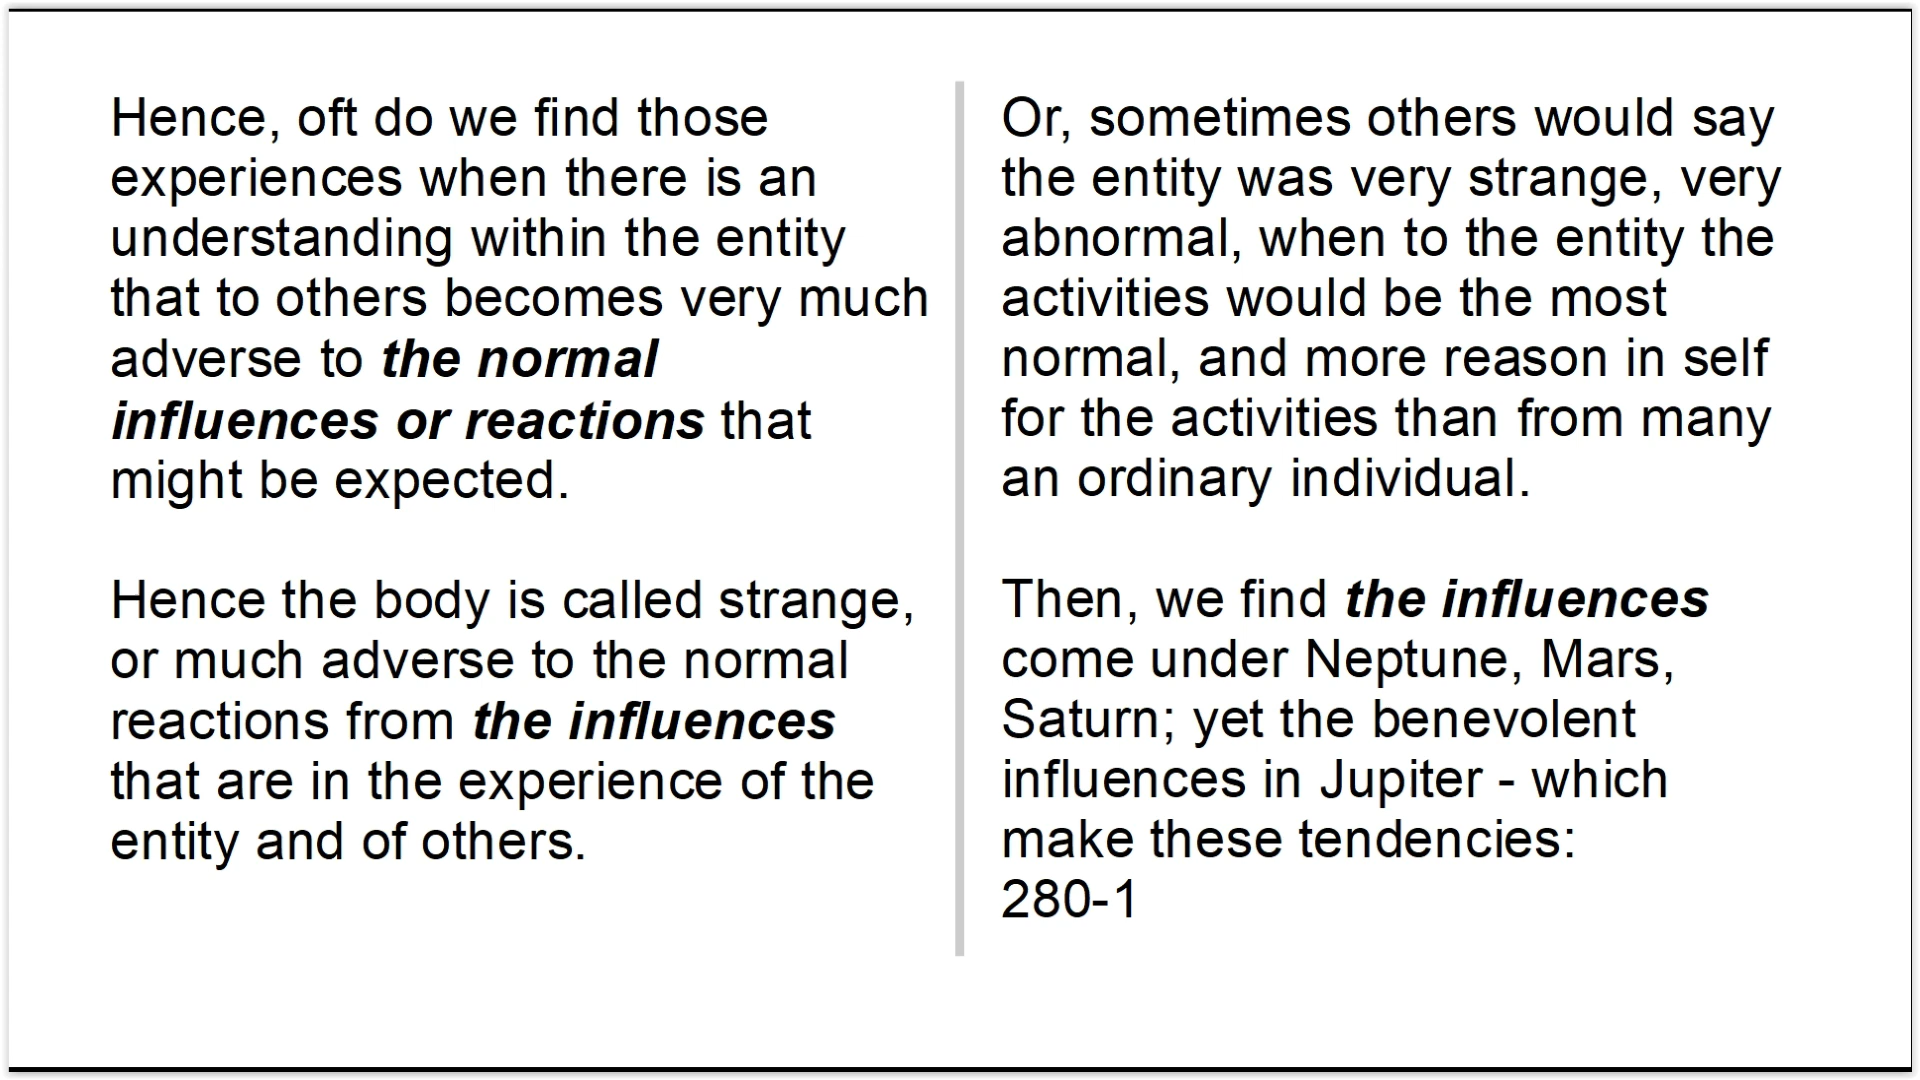 Hence, oft do we find those
experiences when there is an
understanding within the entity
that to others becomes very much
adverse to the normal
influences or reactions that
might be expected.
Hence the body is called strange,
or much adverse to the normal
reactions from the influences
that are in the experience of the
entity and of others.
Or, sometimes others would say
the entity was very strange, very
abnormal, when to the entity the
activities would be the most
normal, and more reason in self
for the activities than from many
an ordinary individual.
Then, we find the influences
come under Neptune, Mars,
Saturn; yet the benevolent
influences in Jupiter - which
make these tendencies:
280-1